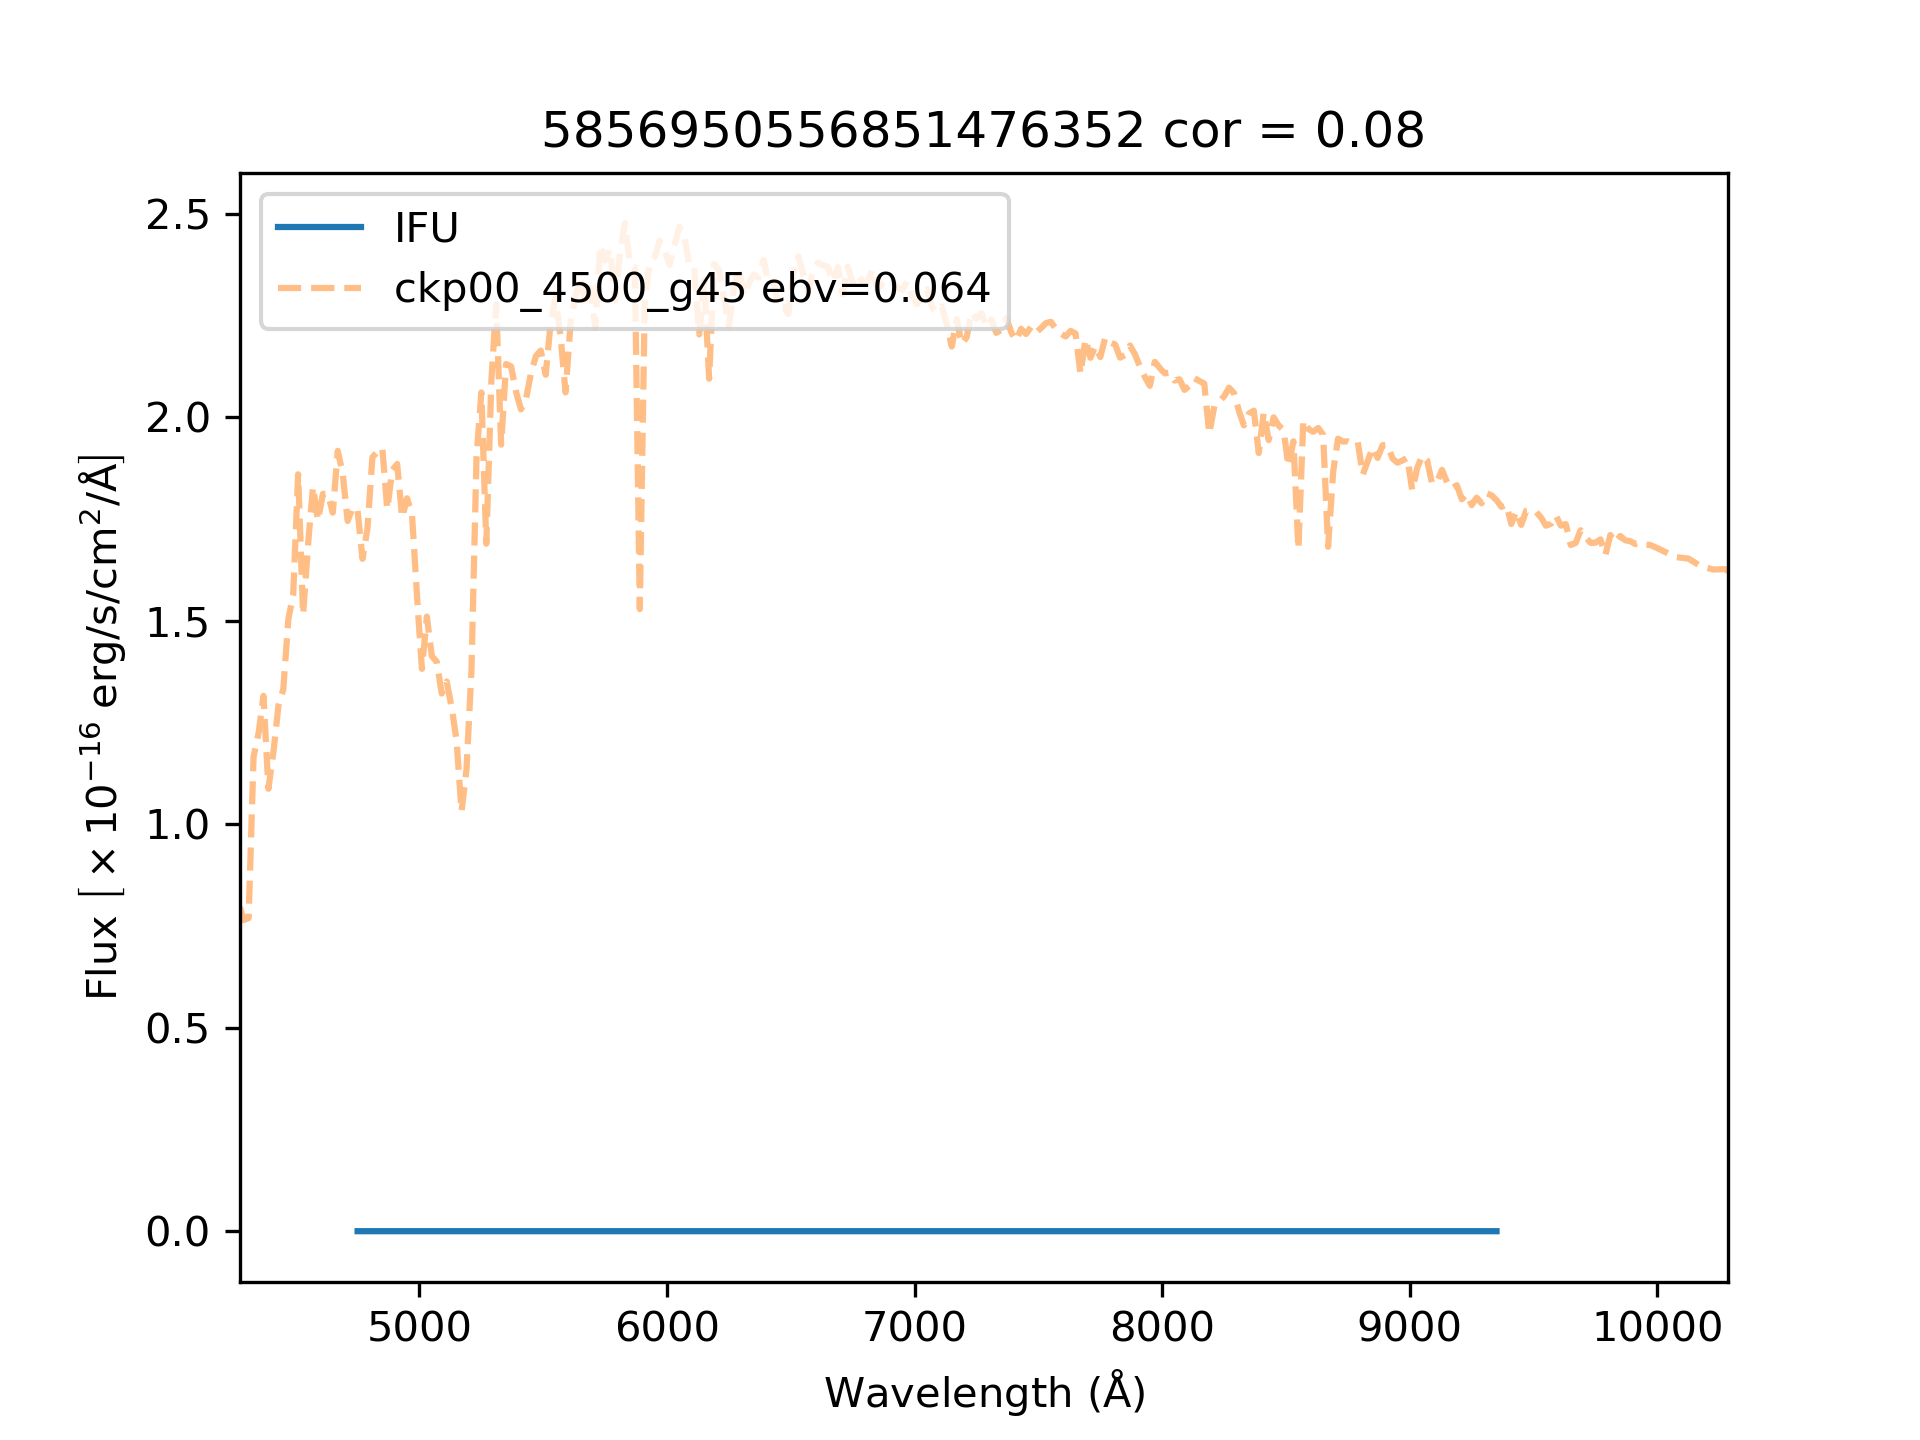 5856950556851476352 cor = 0.08
IFU
ckp00_4500_g45 ebv=0.064
2.5
2.0
1.5
1.0
0.5
0.0
Flux [×10⁻¹⁶ erg/s/cm²/Å]
5000 6000 7000 8000 9000 10000
Wavelength (Å)